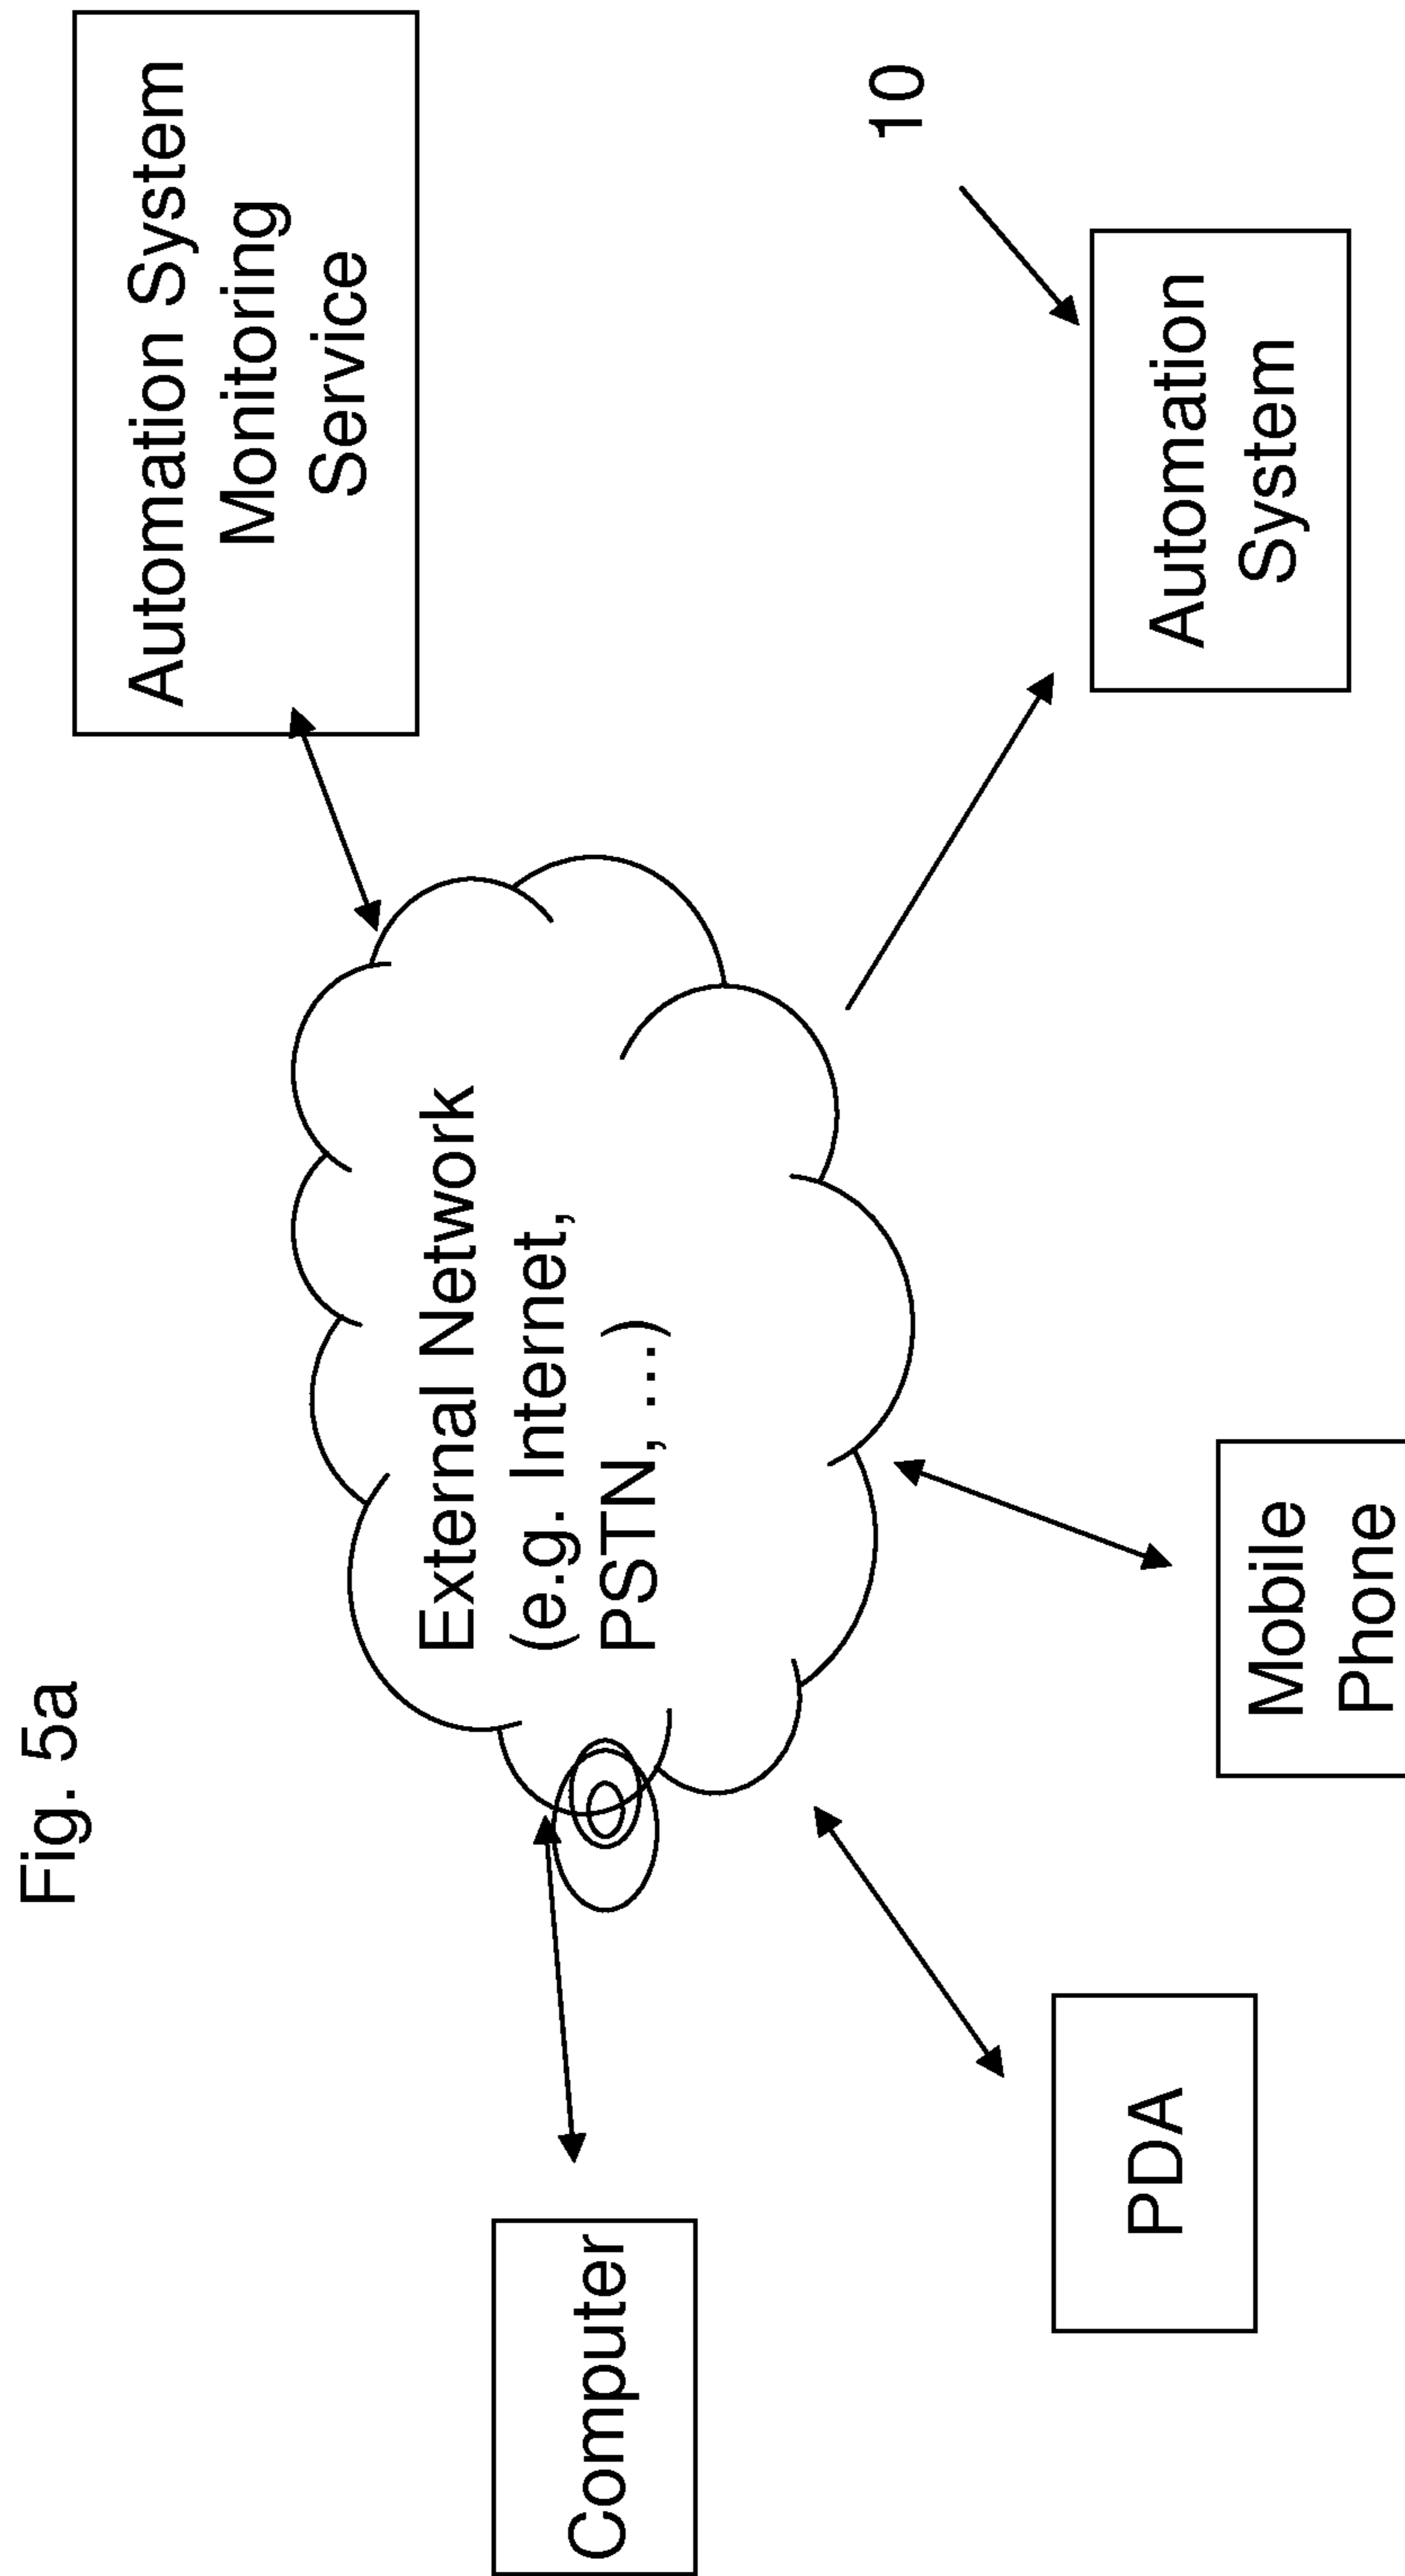 Fig. 5a
Automation System
Monitoring
Service
External Network
(e.g. Internet,
PSTN, ...)
Computer
10
Automation
System
PDA
Mobile
Phone